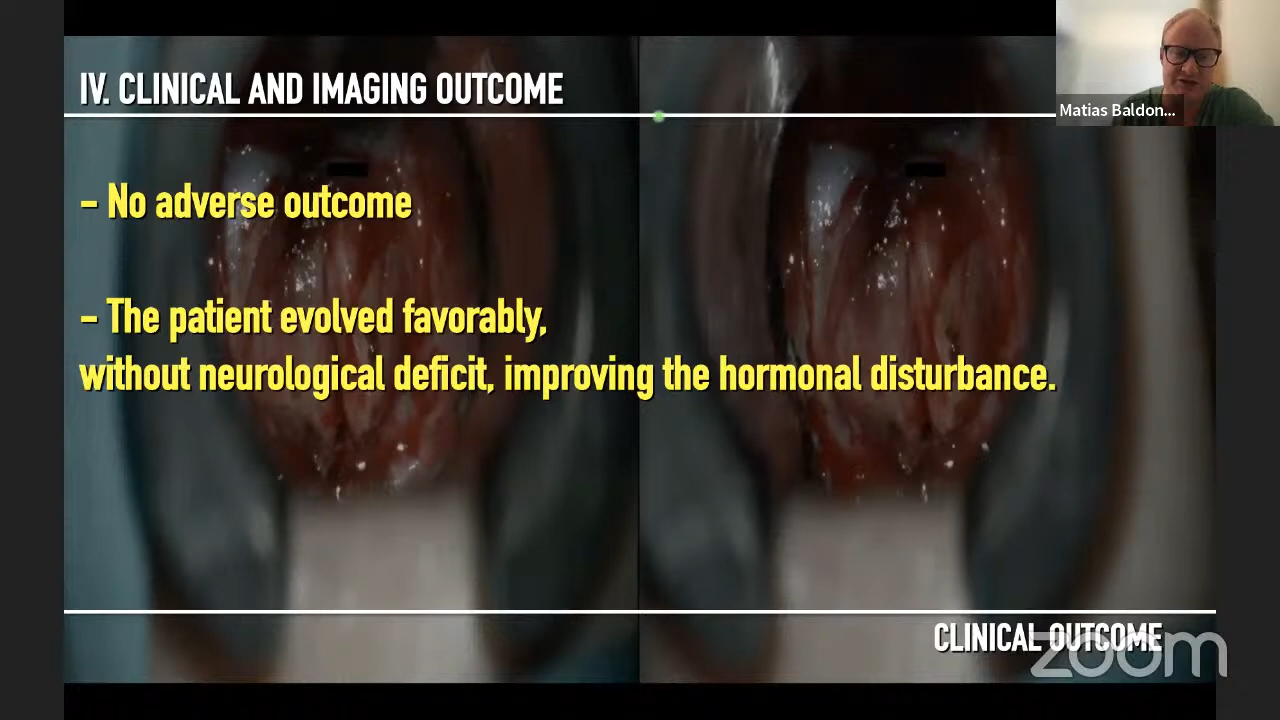 IV. CLINICAL AND IMAGING OUTCOME
Matias Baldon...
– No adverse outcome
– The patient evolved favorably,
without neurological deficit, improving the hormonal disturbance.
CLINICAL OUTCOME
zoom